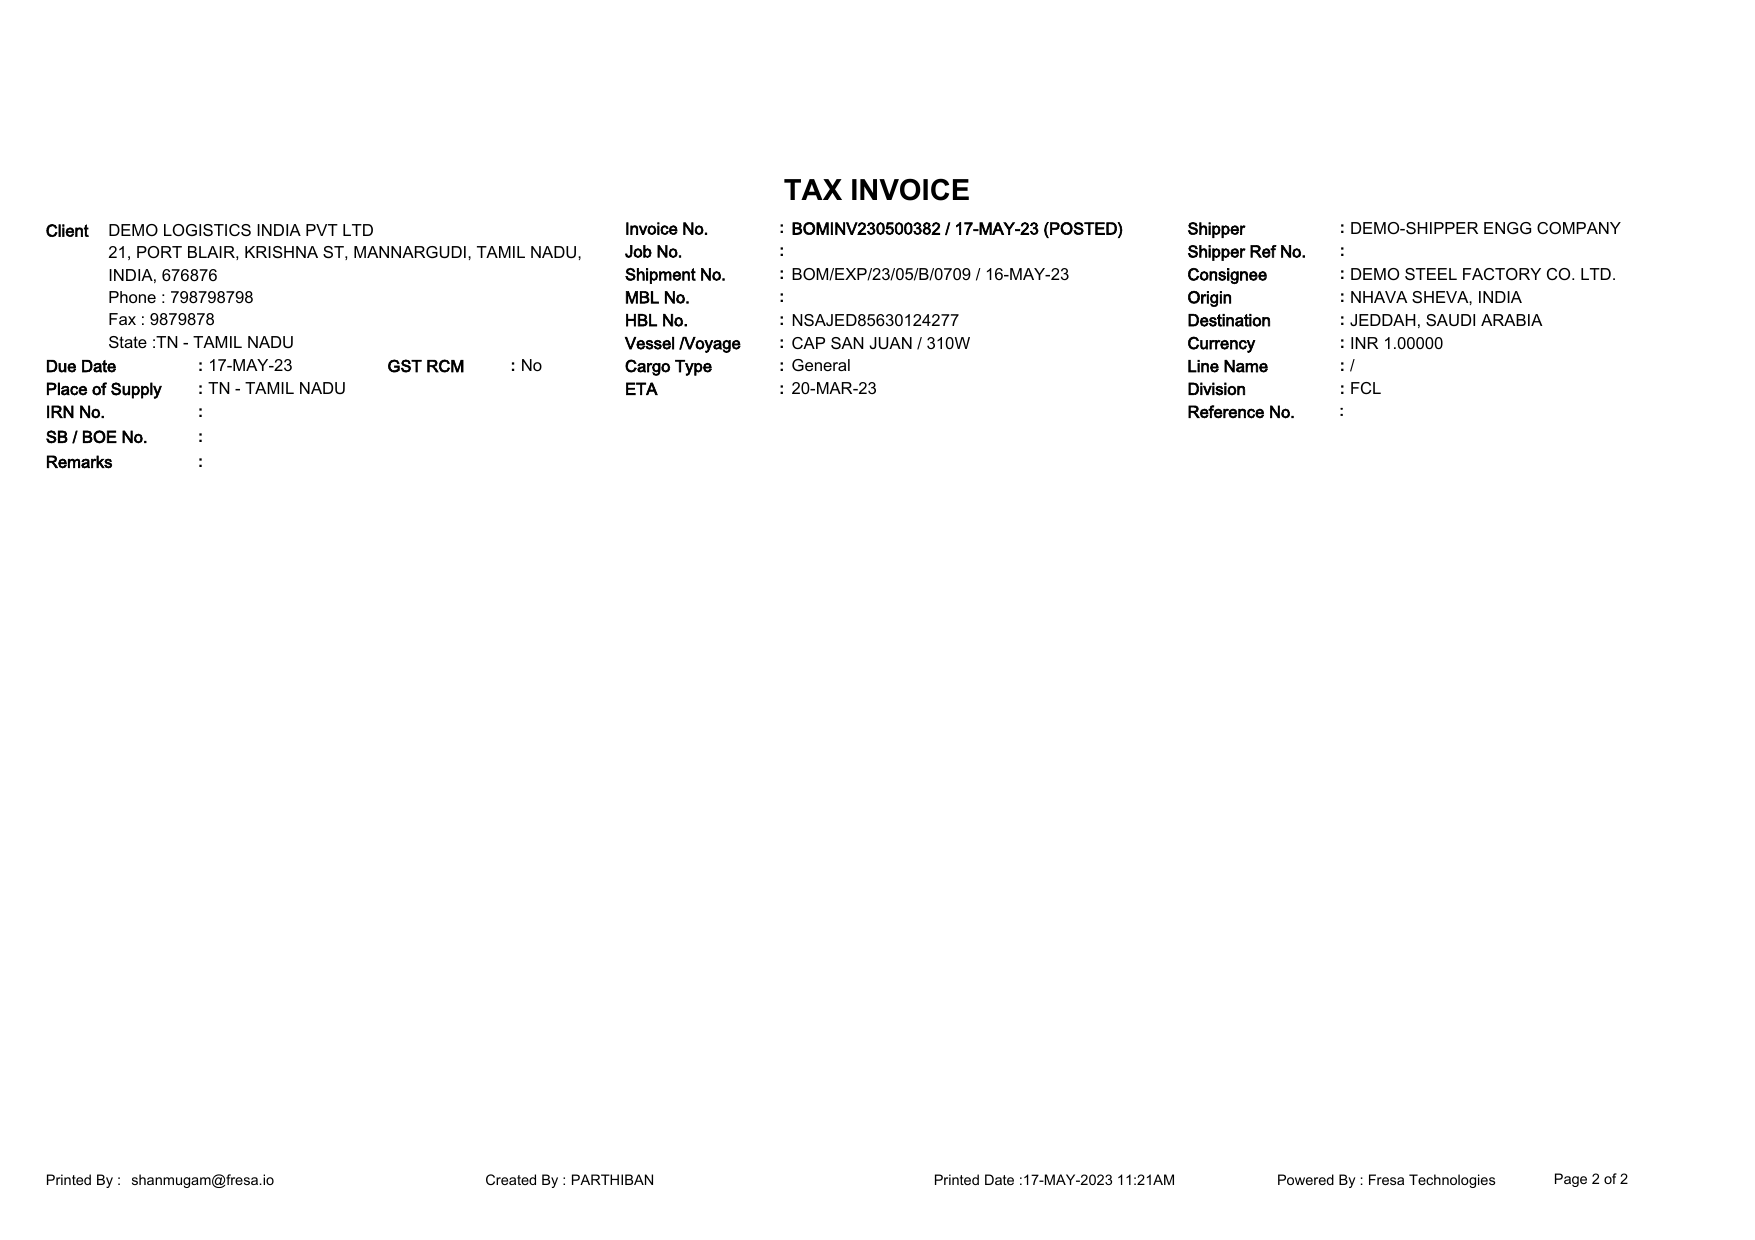 TAX INVOICE
Client DEMO LOGISTICS INDIA PVT LTD
21, PORT BLAIR, KRISHNA ST, MANNARGUDI, TAMIL NADU,
INDIA, 676876
Phone : 798798798
Fax : 9879878
State :TN - TAMIL NADU
Due Date : 17-MAY-23 GST RCM : No
Place of Supply : TN - TAMIL NADU
IRN No. :
SB / BOE No. :
Remarks :
Invoice No. : BOMINV230500382 / 17-MAY-23 (POSTED)
Job No. :
Shipment No. : BOM/EXP/23/05/B/0709 / 16-MAY-23
MBL No. :
HBL No. : NSAJED85630124277
Vessel /Voyage : CAP SAN JUAN / 310W
Cargo Type : General
ETA : 20-MAR-23
Shipper : DEMO-SHIPPER ENGG COMPANY
Shipper Ref No. :
Consignee : DEMO STEEL FACTORY CO. LTD.
Origin : NHAVA SHEVA, INDIA
Destination : JEDDAH, SAUDI ARABIA
Currency : INR 1.00000
Line Name : /
Division : FCL
Reference No. :
Printed By : shanmugam@fresa.io Created By : PARTHIBAN Printed Date :17-MAY-2023 11:21AM Powered By : Fresa Technologies Page 2 of 2